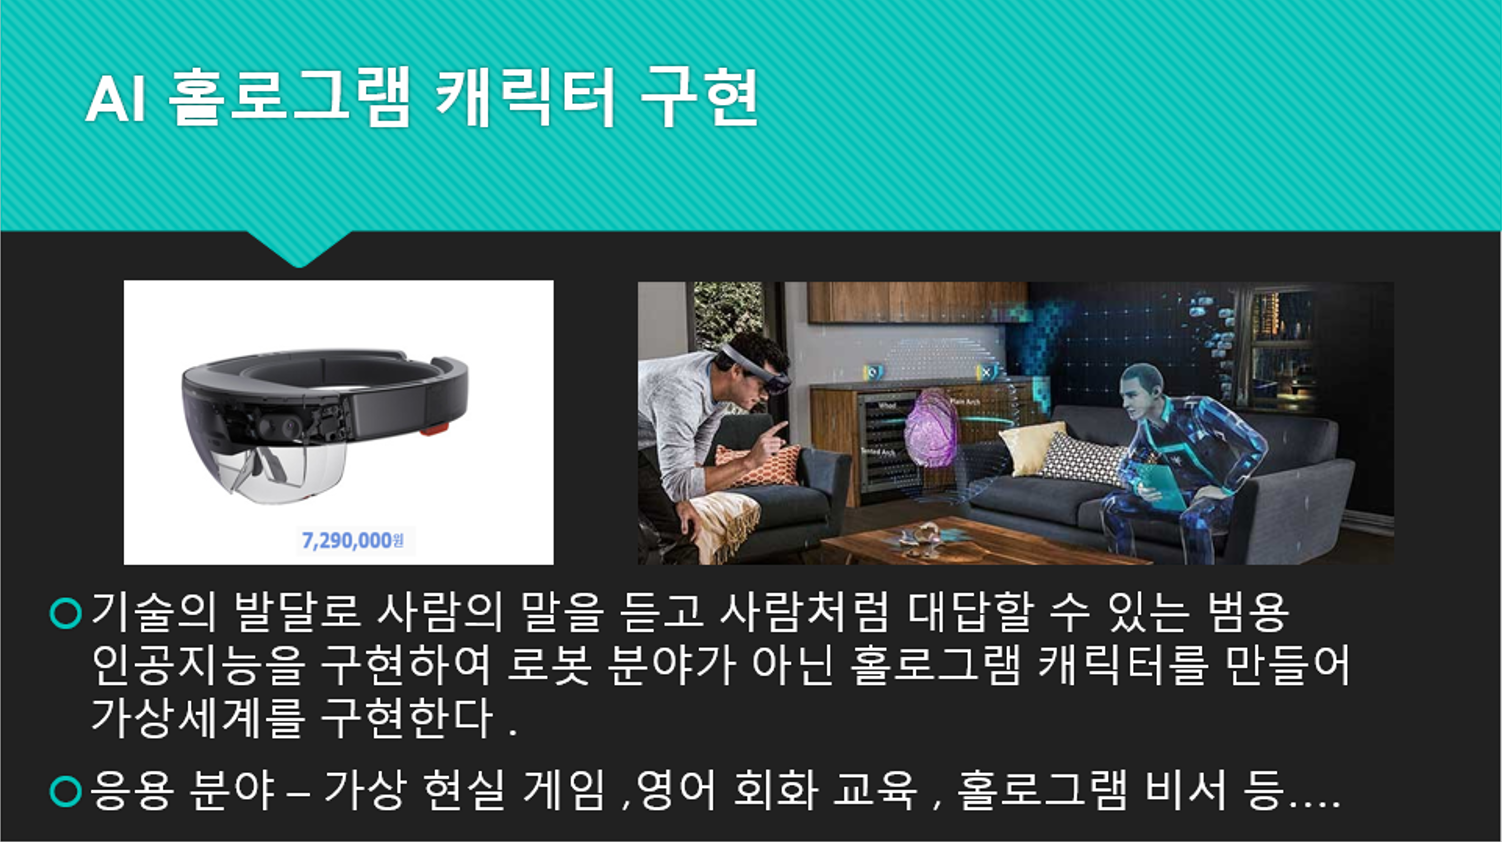 AI 홀로그램 캐릭터 구현
7,290,000원
Wheel
Plain Arch
Tented Arch
기술의 발달로 사람의 말을 듣고 사람처럼 대답할 수 있는 범용
인공지능을 구현하여 로봇 분야가 아닌 홀로그램 캐릭터를 만들어
가상세계를 구현한다 .
응용 분야 – 가상 현실 게임 ,영어 회화 교육 , 홀로그램 비서 등....